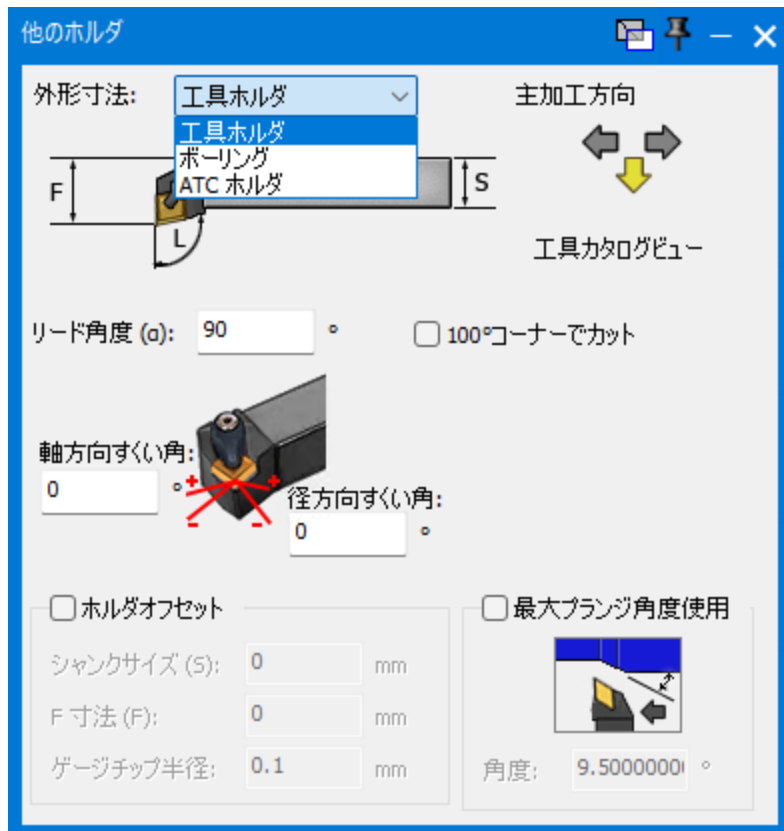 他のホルダ
外形寸法: 工具ホルダ 主加工方向
工具ホルダ
ボーリング
ATC ホルダ
F
S
L
工具カタログビュー
リード角度 (α): 90 ° 100°コーナーでカット
軸方向すくい角:
0 °
+ +
- -
径方向すくい角:
0 °
ホルダオフセット
シャンクサイズ (S): 0 mm
F 寸法 (F): 0 mm
ゲージチップ半径: 0.1 mm
最大プランジ角度使用
角度: 9.5000000 °